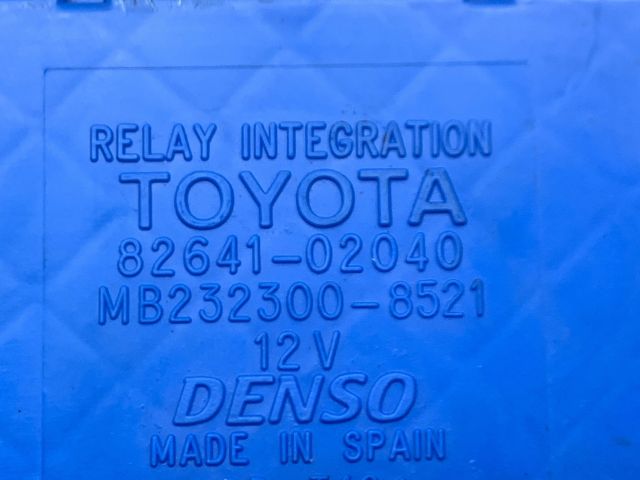 RELAY INTEGRATION
TOYOTA
82641-02040
MB232300-8521
12V
DENSO
MADE IN SPAIN